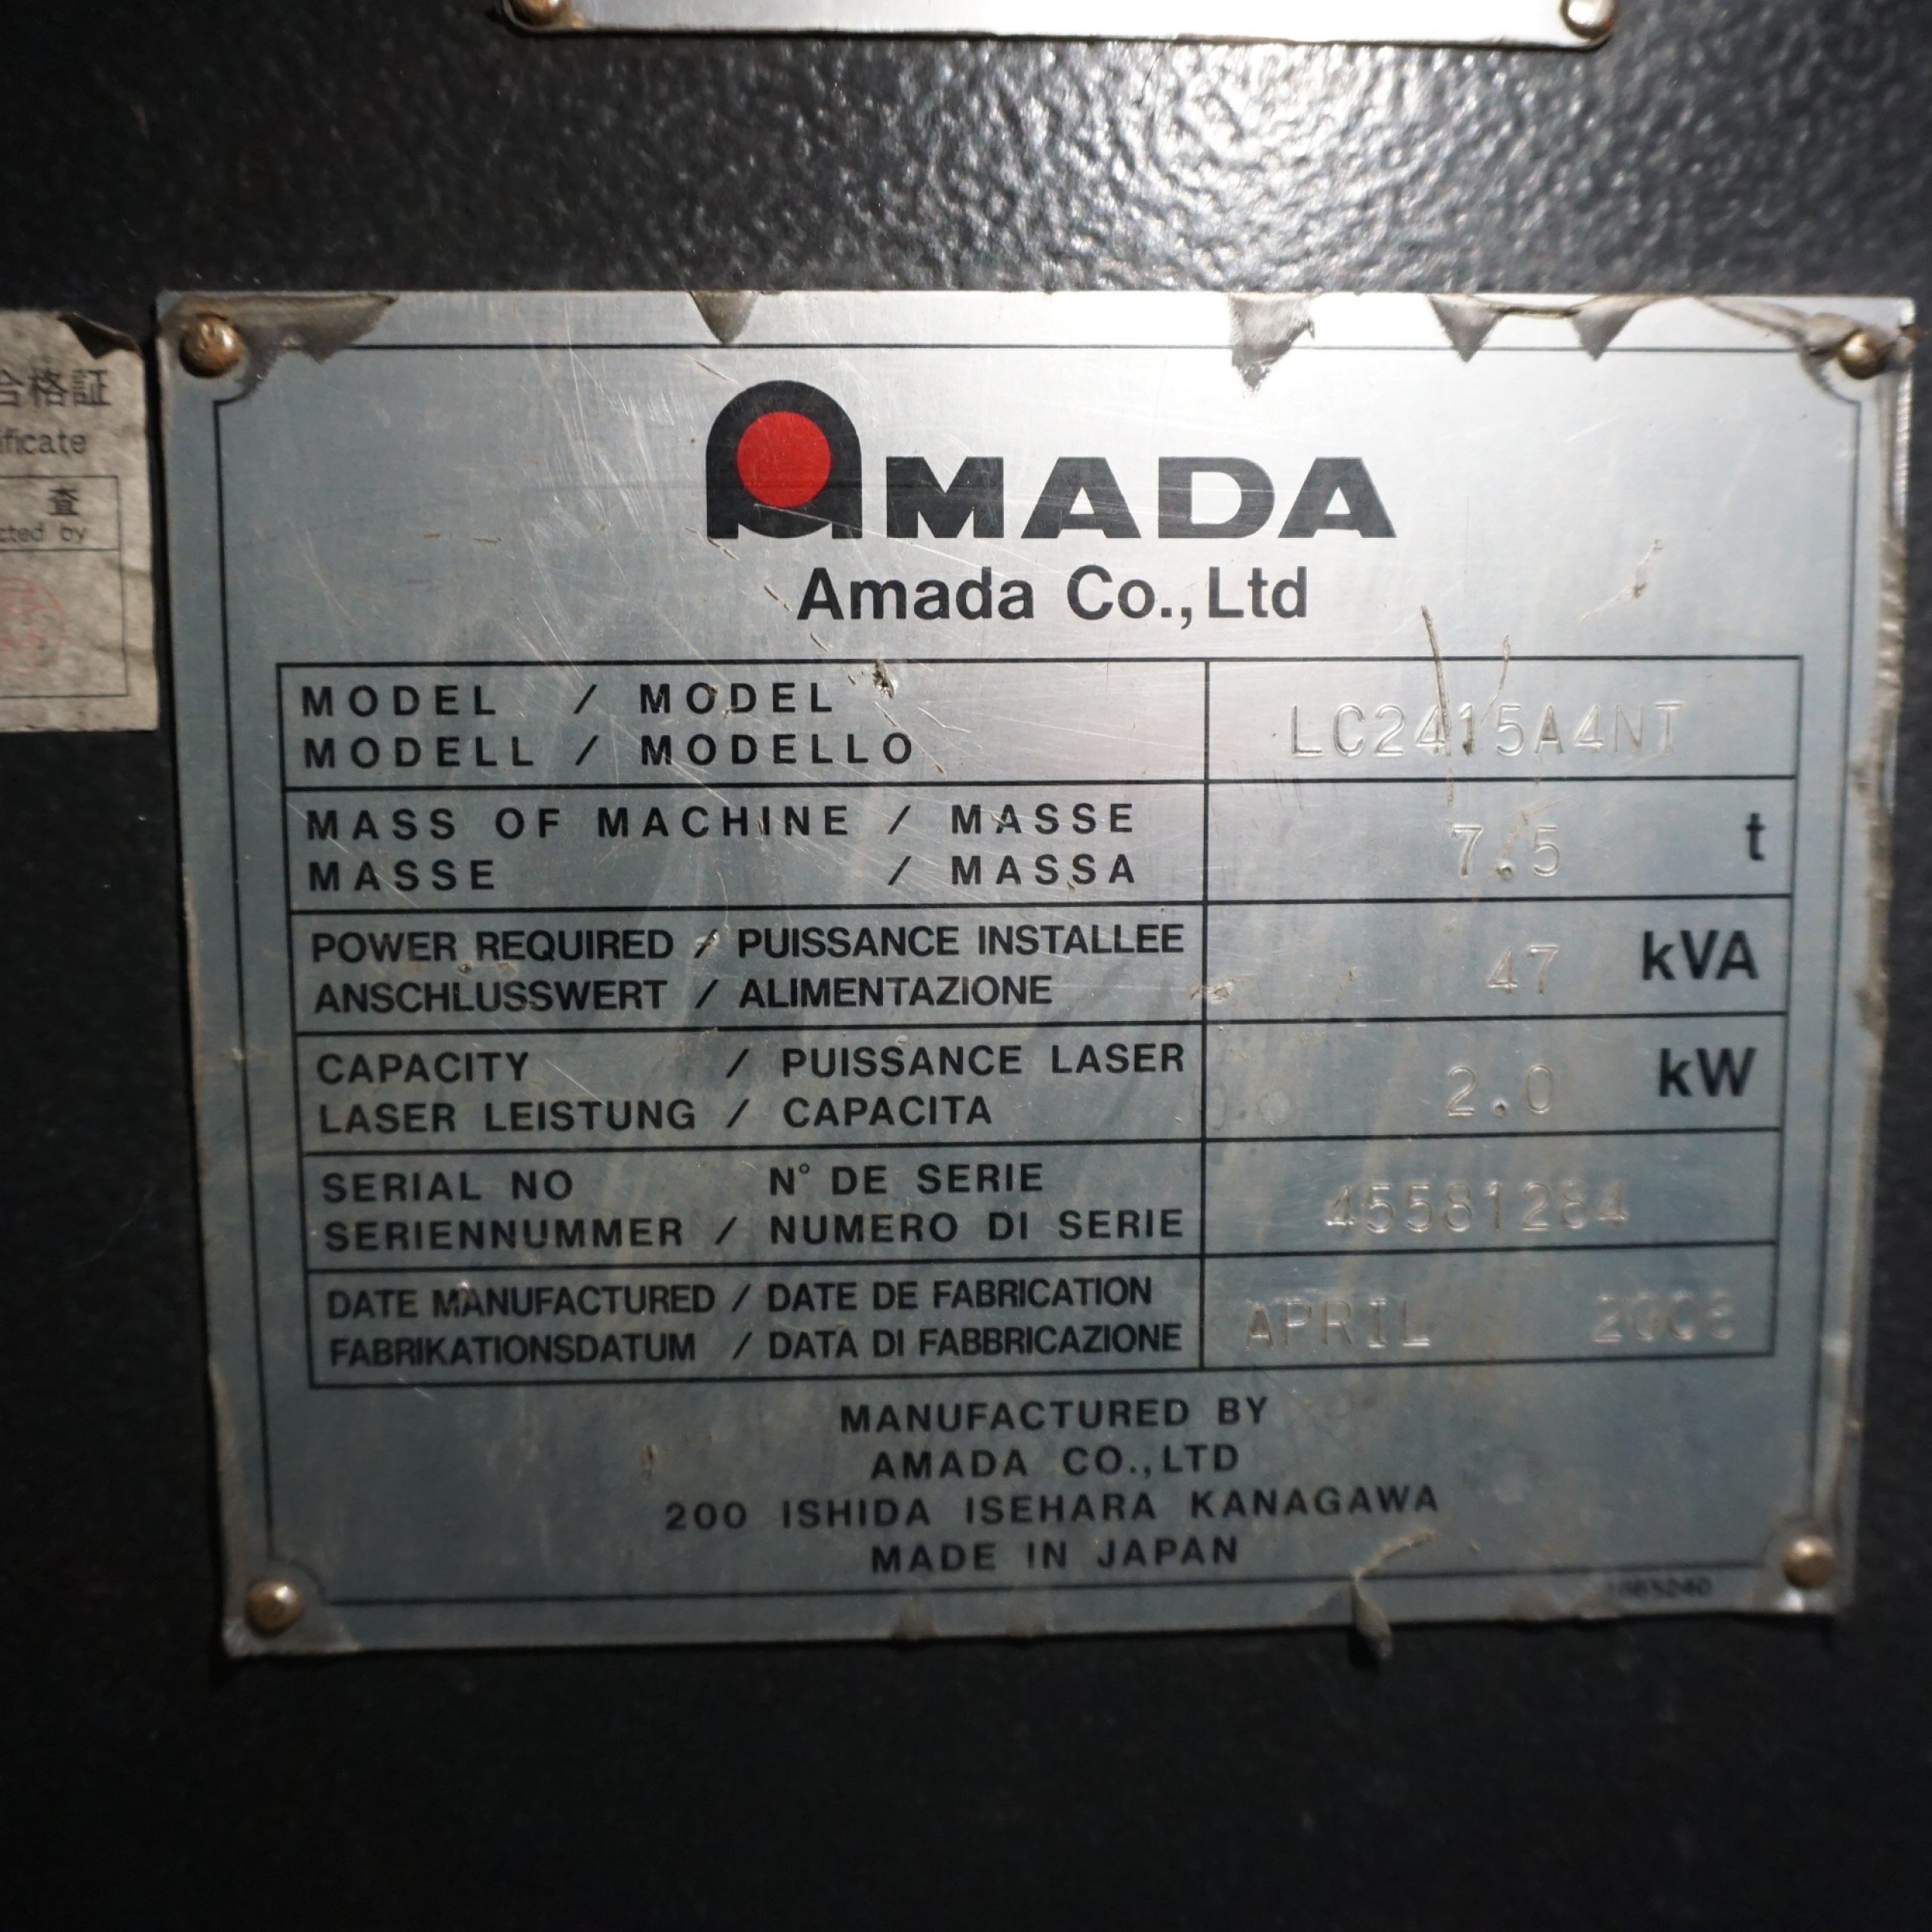 合格証
ificate
査
cted by
AMADA
Amada Co.,Ltd
MODEL / MODEL
MODELL / MODELLO
LC2415A4NT
MASS OF MACHINE / MASSE
MASSE / MASSA
7.5 t
POWER REQUIRED / PUISSANCE INSTALLEE
ANSCHLUSSWERT / ALIMENTAZIONE
47 kVA
CAPACITY / PUISSANCE LASER
LASER LEISTUNG / CAPACITA
2.0 kW
SERIAL NO N° DE SERIE
SERIENNUMMER / NUMERO DI SERIE
45581284
DATE MANUFACTURED / DATE DE FABRICATION
FABRIKATIONSDATUM / DATA DI FABBRICAZIONE
APRIL
MANUFACTURED BY
AMADA CO.,LTD
200 ISHIDA ISEHARA KANAGAWA
MADE IN JAPAN